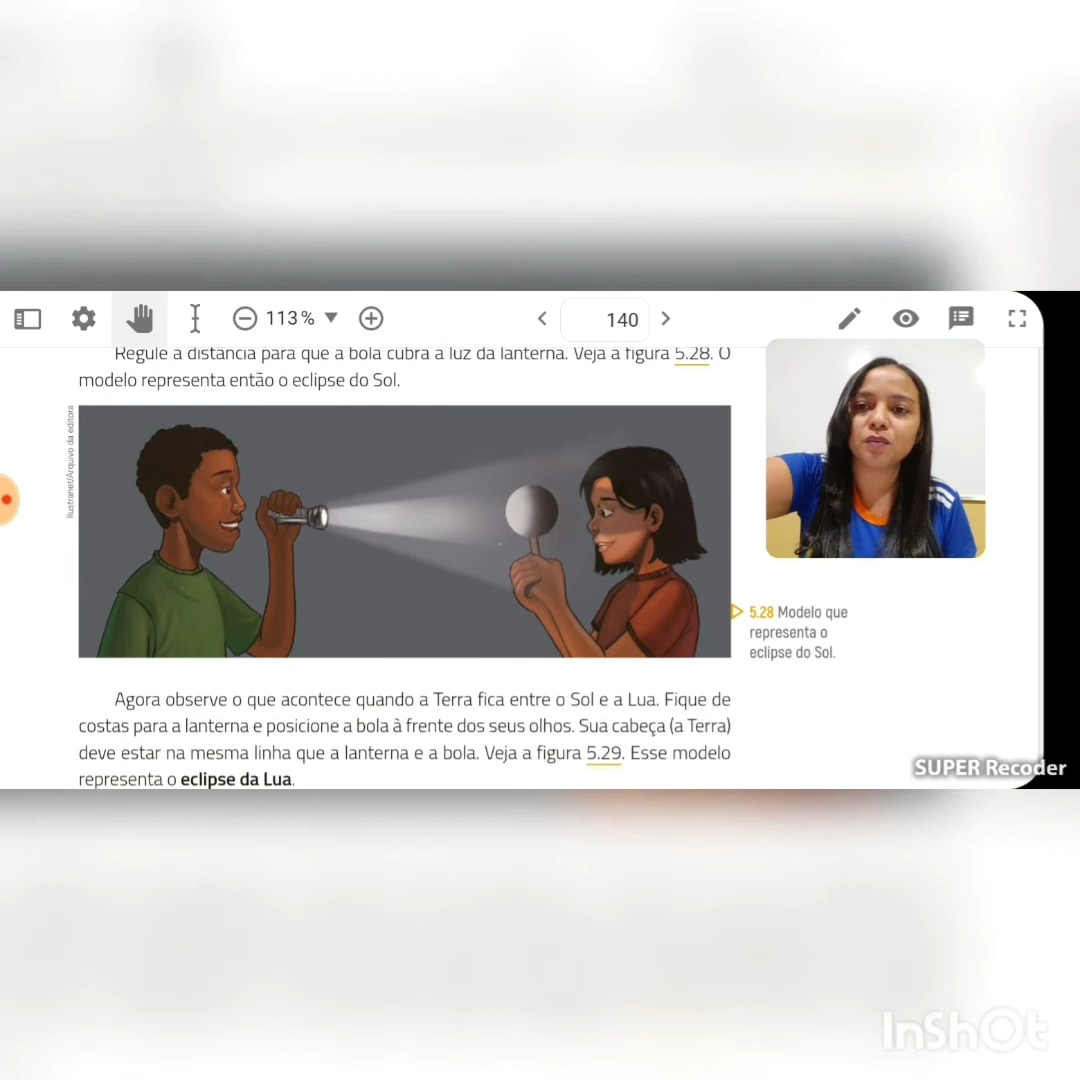 113%
140
Regule a distância para que a bola cubra a luz da lanterna. Veja a figura 5.28. O
modelo representa então o eclipse do Sol.
Ilustranet/Arquivo da editora
5.28 Modelo que
representa o
eclipse do Sol.
Agora observe o que acontece quando a Terra fica entre o Sol e a Lua. Fique de
costas para a lanterna e posicione a bola à frente dos seus olhos. Sua cabeça (a Terra)
deve estar na mesma linha que a lanterna e a bola. Veja a figura 5.29. Esse modelo
representa o eclipse da Lua.
SUPER Recoder
InShOt